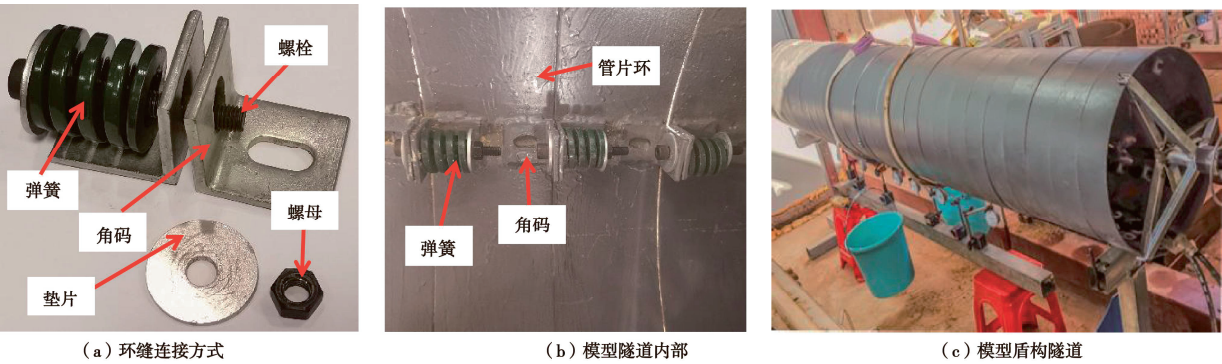 螺栓
弹簧
角码
螺母
垫片
管片环
弹簧
角码
(a)环缝连接方式
(b)模型隧道内部
(c)模型盾构隧道